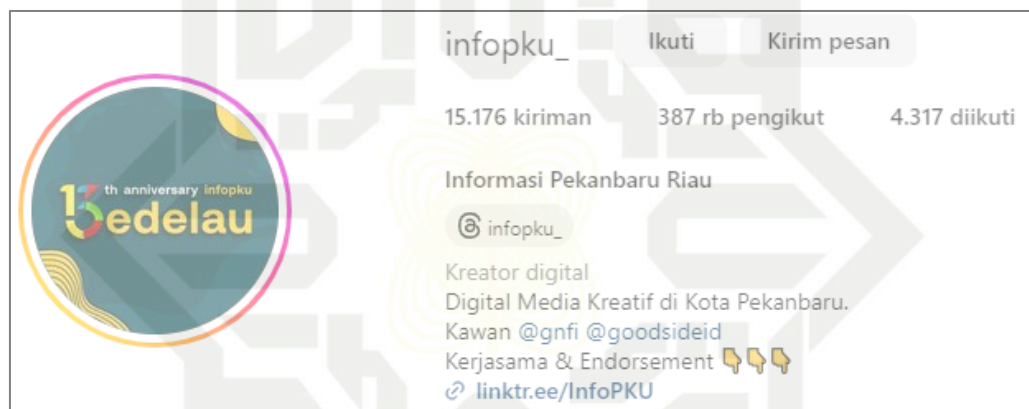 infopku_ Ikuti Kirim pesan
15.176 kiriman 387 rb pengikut 4.317 diikuti
Informasi Pekanbaru Riau
infopku_
Kreator digital
Digital Media Kreatif di Kota Pekanbaru.
Kawan @gnfi @goodsideid
Kerjasama & Endorsement 👇👇👇
linktr.ee/InfoPKU
13th anniversary infopku
Bedelau